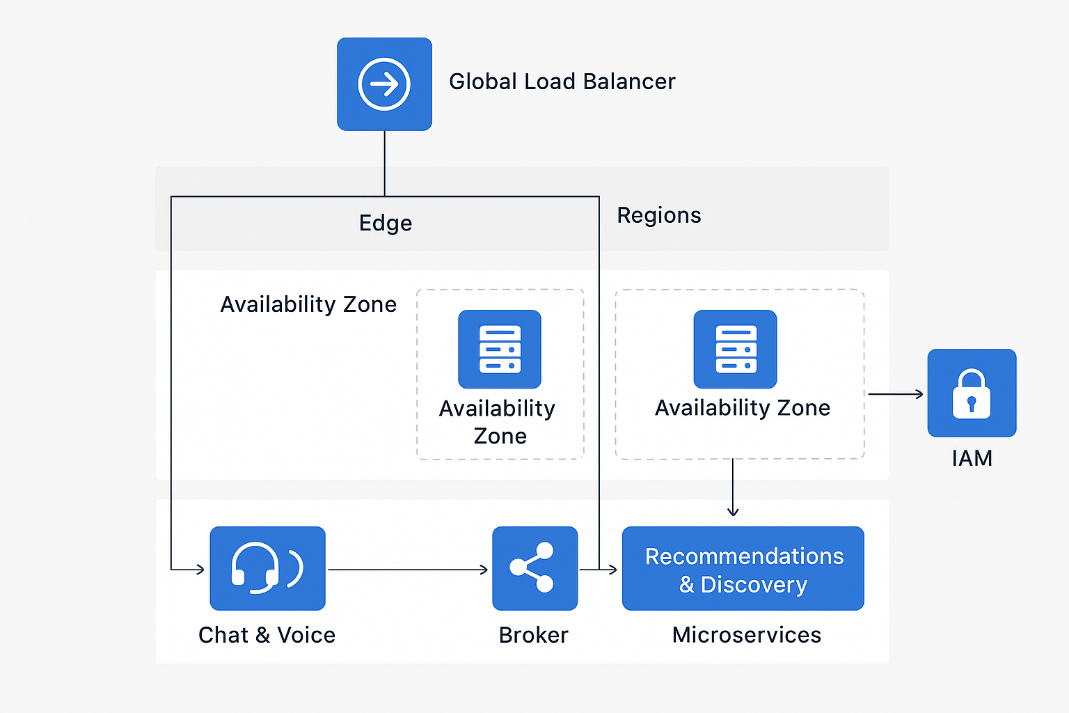 Global Load Balancer
Edge
Regions
Availability Zone
Availability
Zone
Availability Zone
IAM
Recommendations
& Discovery
Chat & Voice
Broker
Microservices